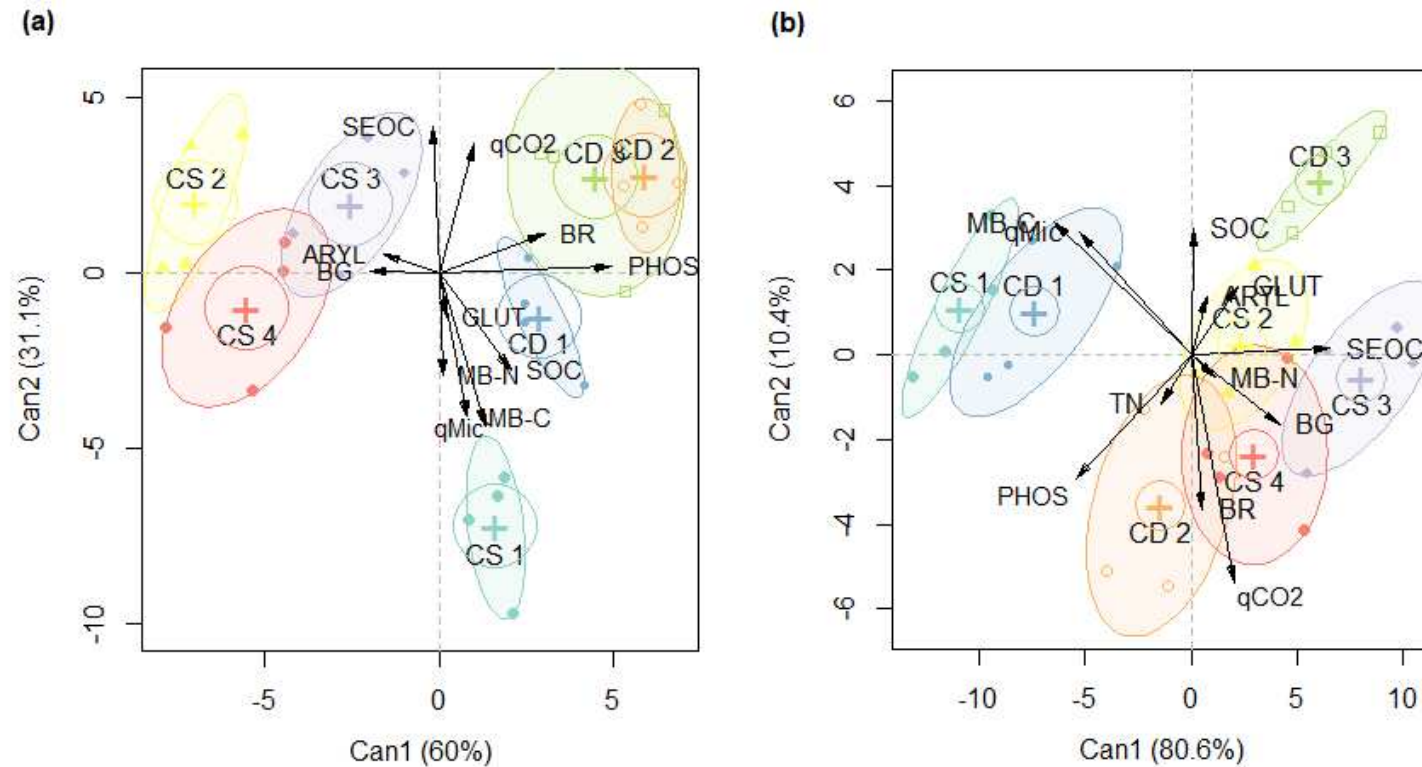 (a)
5
0
-5
-10
Can2 (31.1%)
SEOC
qCO2
CD 3
CD 2
CS 2
CS 3
BR
ARYL
BG
PHOS
GLUT
CD 1
CS 4
MB-N
SOC
qMic
MB-C
CS 1
-5
0
5
Can1 (60%)
(b)
6
4
2
0
-2
-4
-6
Can2 (10.4%)
CD 3
MB-C
qMic
SOC
CS 1
CD 1
GLUT
ARYL
CS 2
SEOC
MB-N
TN
CS 3
BG
PHOS
CS 4
BR
CD 2
qCO2
-10
-5
0
5
10
Can1 (80.6%)